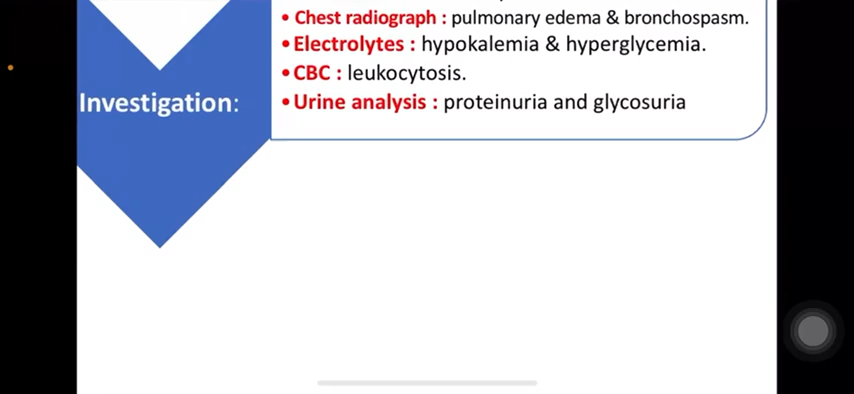 • Chest radiograph : pulmonary edema & bronchospasm.
• Electrolytes : hypokalemia & hyperglycemia.
• CBC : leukocytosis.
Investigation:
• Urine analysis : proteinuria and glycosuria